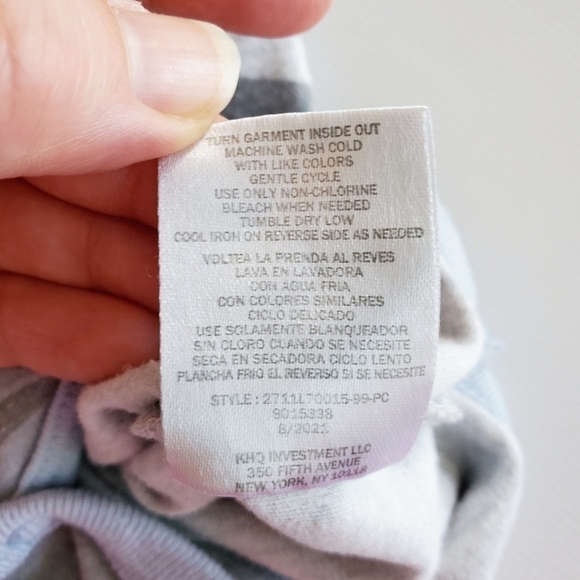 TURN GARMENT INSIDE OUT
MACHINE WASH COLD
WITH LIKE COLORS
GENTLE CYCLE
USE ONLY NON-CHLORINE
BLEACH WHEN NEEDED
TUMBLE DRY LOW
COOL IRON ON REVERSE SIDE AS NEEDED
VOLTEA LA PRENDA AL REVES
LAVA EN LAVADORA
CON AGUA FRIA
CON COLORES SIMILARES
CICLO DELICADO
USE SOLAMENTE BLANQUEADOR
SIN CLORO CUANDO SE NECESITE
SECA EN SECADORA CICLO LENTO
PLANCHA FRIO EL REVERSO SI SE NECESITE
STYLE : 2711L70015-99-PC
9015338
8/2021
KHQ INVESTMENT LLC
350 FIFTH AVENUE
NEW YORK, NY 10118